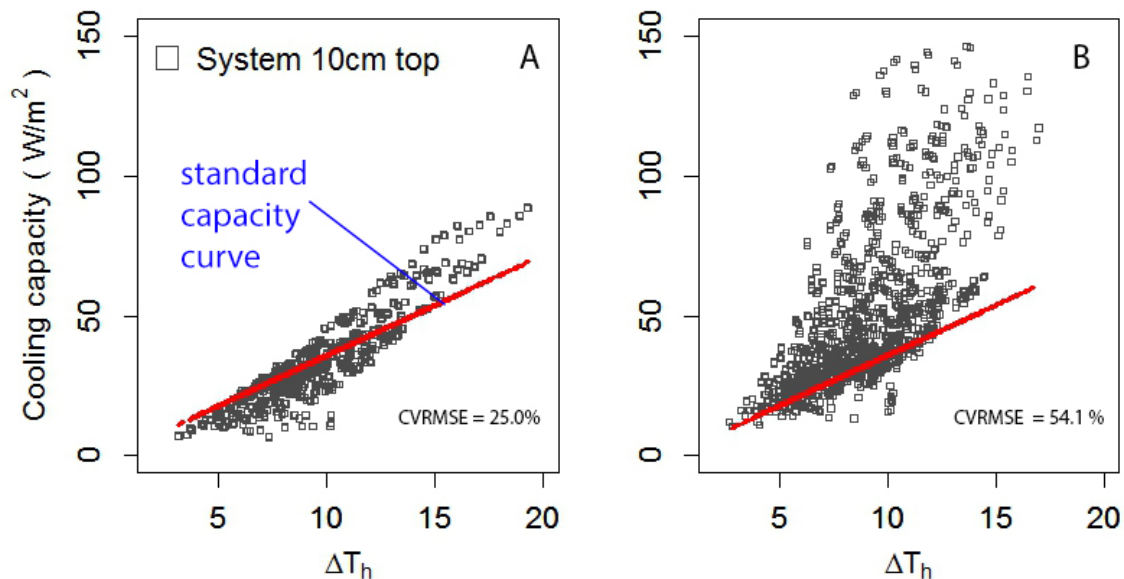 Cooling capacity ( W/m²)
150
100
50
0
□ System 10cm top
A
standard
capacity
curve
CVRMSE = 25.0%
5 10 15 20
ΔTh
150
100
50
0
B
CVRMSE = 54.1 %
5 10 15 20
ΔTh